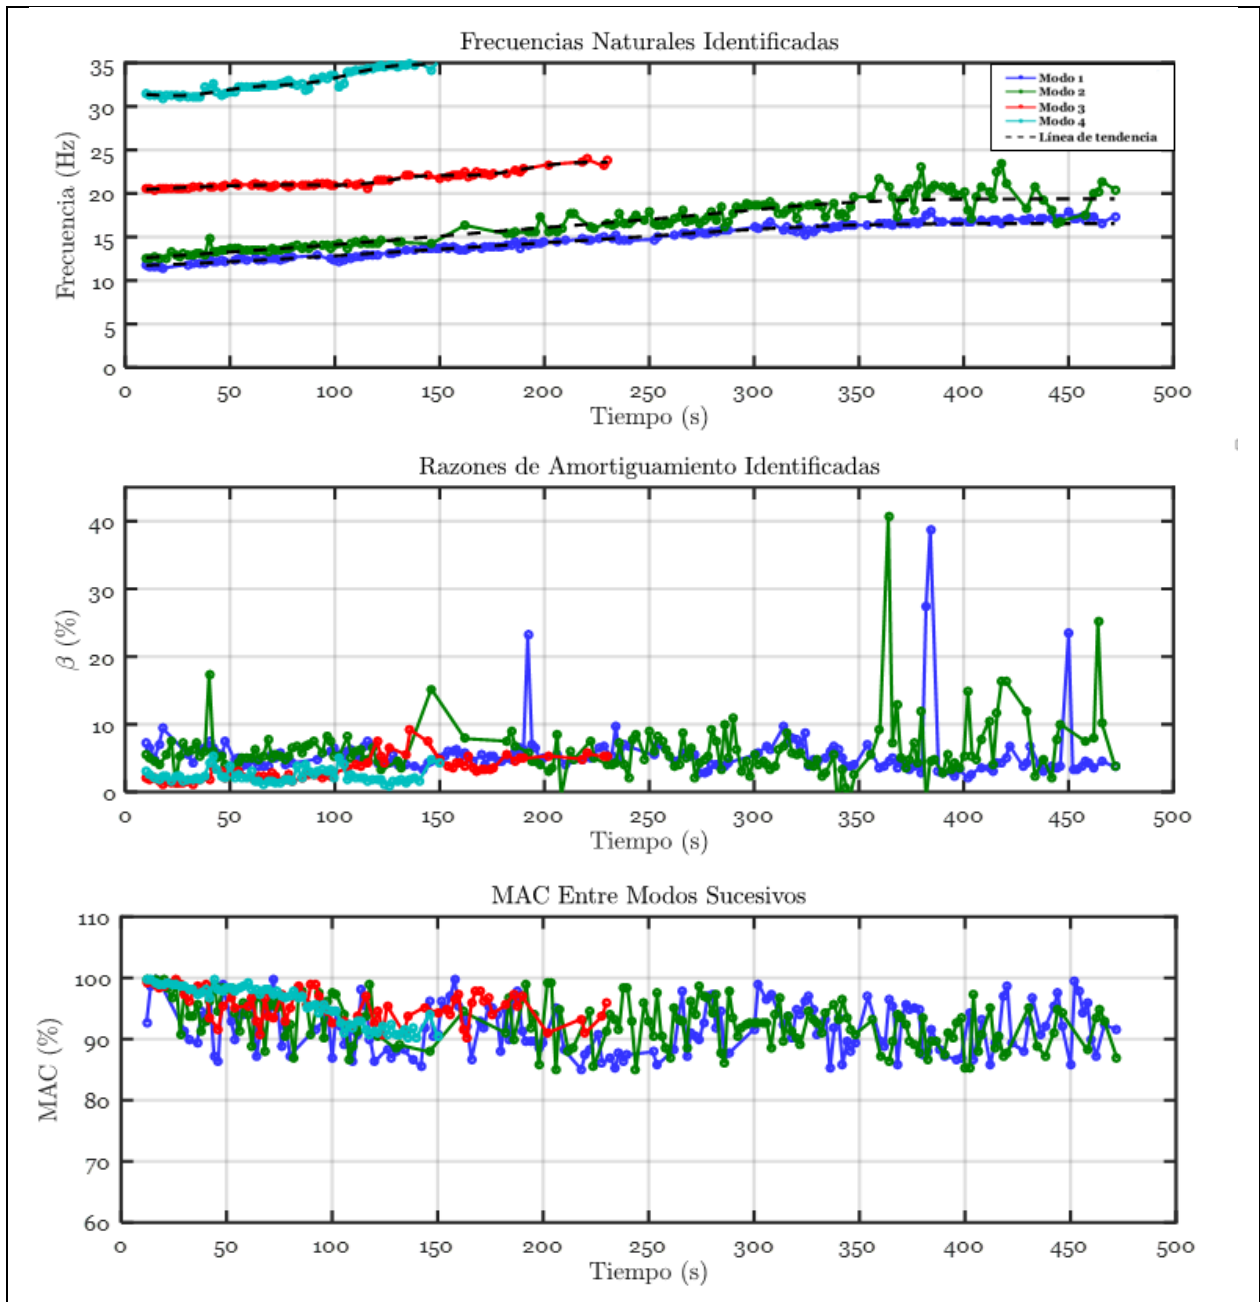 Frecuencias Naturales Identificadas
Frecuencia (Hz)
35
30
25
20
15
10
5
0
Modo 1
Modo 2
Modo 3
Modo 4
Línea de tendencia
0 50 100 150 200 250 300 350 400 450 500
Tiempo (s)
Razones de Amortiguamiento Identificadas
β (%)
40
30
20
10
0
0 50 100 150 200 250 300 350 400 450 500
Tiempo (s)
MAC Entre Modos Sucesivos
MAC (%)
110
100
90
80
70
60
0 50 100 150 200 250 300 350 400 450 500
Tiempo (s)